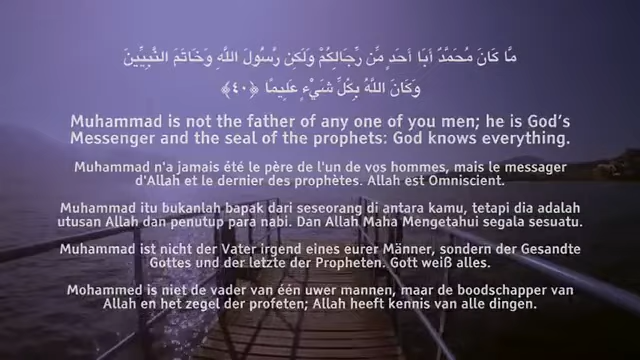 مَّا كَانَ مُحَمَّدٌ أَبَا أَحَدٍ مِّن رِّجَالِكُمْ وَلَكِن رَّسُولَ اللَّهِ وَخَاتَمَ النَّبِيِّينَ
وَكَانَ اللَّهُ بِكُلِّ شَيْءٍ عَلِيمًا ﴿٤٠﴾
Muhammad is not the father of any one of you men; he is God's
Messenger and the seal of the prophets: God knows everything.
Muhammad n'a jamais été le père de l'un de vos hommes, mais le messager
d'Allah et le dernier des prophètes. Allah est Omniscient.
Muhammad itu bukanlah bapak dari seseorang di antara kamu, tetapi dia adalah
utusan Allah dan penutup para nabi. Dan Allah Maha Mengetahui segala sesuatu.
Muhammad ist nicht der Vater irgend eines eurer Männer, sondern der Gesandte
Gottes und der letzte der Propheten. Gott weiß alles.
Mohammed is niet de vader van één uwer mannen, maar de boodschapper van
Allah en het zegel der profeten; Allah heeft kennis van alle dingen.